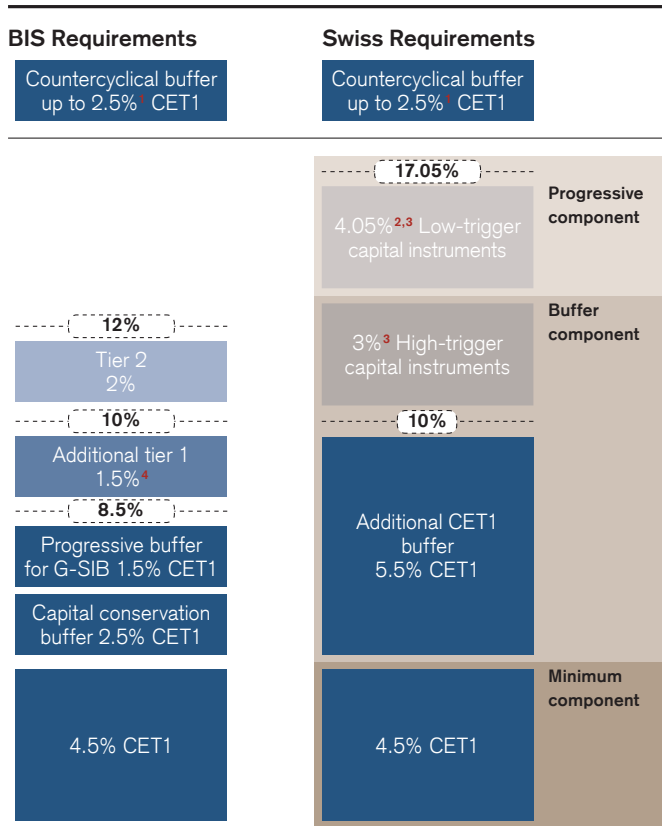 BIS Requirements
Countercyclical buffer
up to 2.5%¹ CET1
12%
Tier 2
2%
10%
Additional tier 1
1.5%⁴
8.5%
Progressive buffer
for G-SIB 1.5% CET1
Capital conservation
buffer 2.5% CET1
4.5% CET1
Swiss Requirements
Countercyclical buffer
up to 2.5%¹ CET1
17.05%
4.05%²,³ Low-trigger
capital instruments
Progressive
component
3%³ High-trigger
capital instruments
Buffer
component
10%
Additional CET1
buffer
5.5% CET1
4.5% CET1
Minimum
component